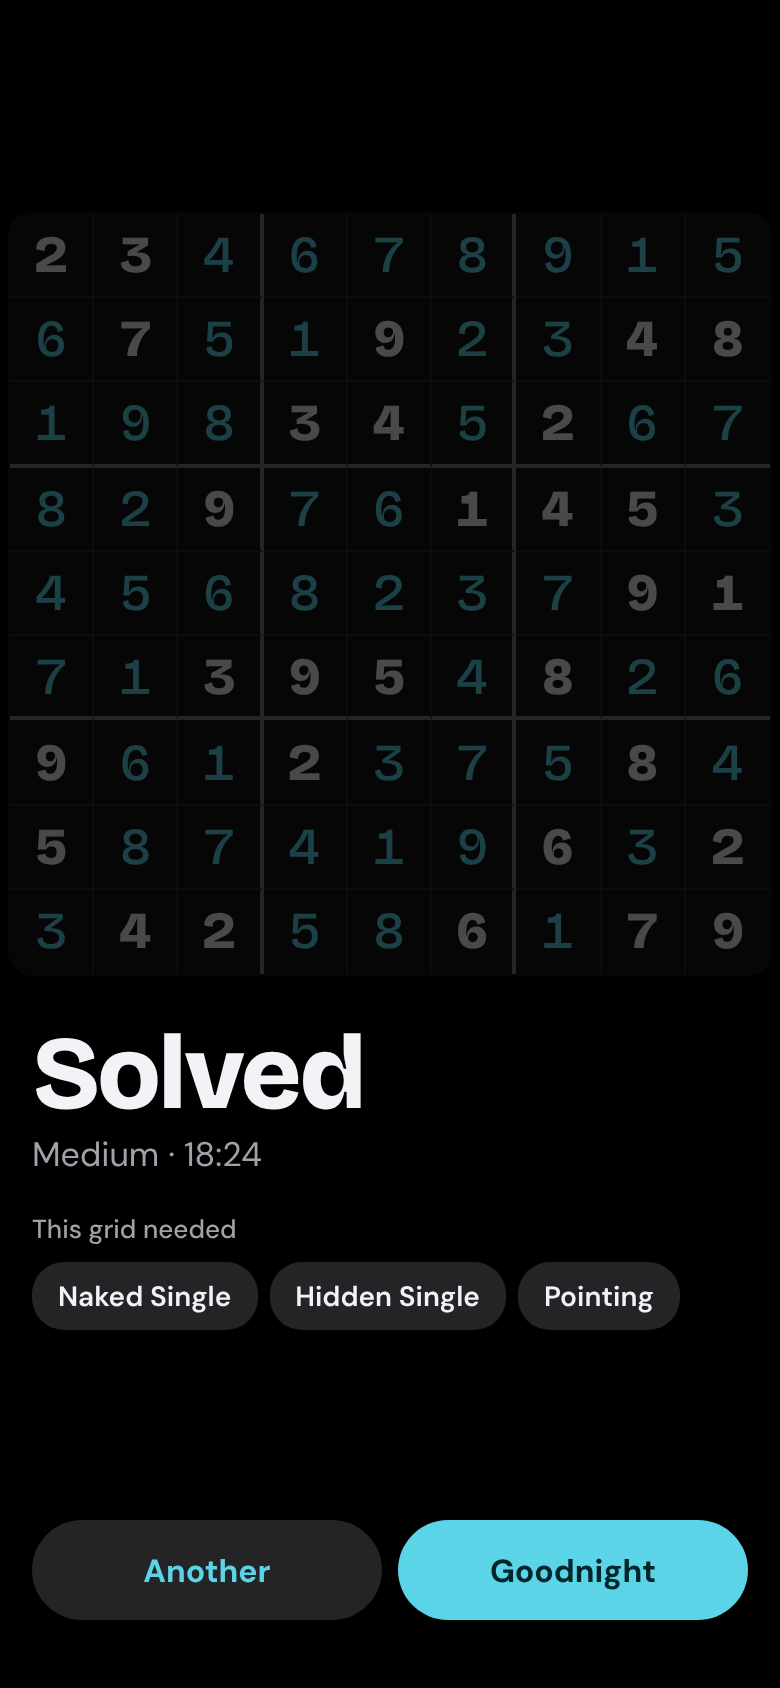 2 3 4 6 7 8 9 1 5
6 7 5 1 9 2 3 4 8
1 9 8 3 4 5 2 6 7
8 2 9 7 6 1 4 5 3
4 5 6 8 2 3 7 9 1
7 1 3 9 5 4 8 2 6
9 6 1 2 3 7 5 8 4
5 8 7 4 1 9 6 3 2
3 4 2 5 8 6 1 7 9
Solved
Medium · 18:24
This grid needed
Naked Single Hidden Single Pointing
Another Goodnight